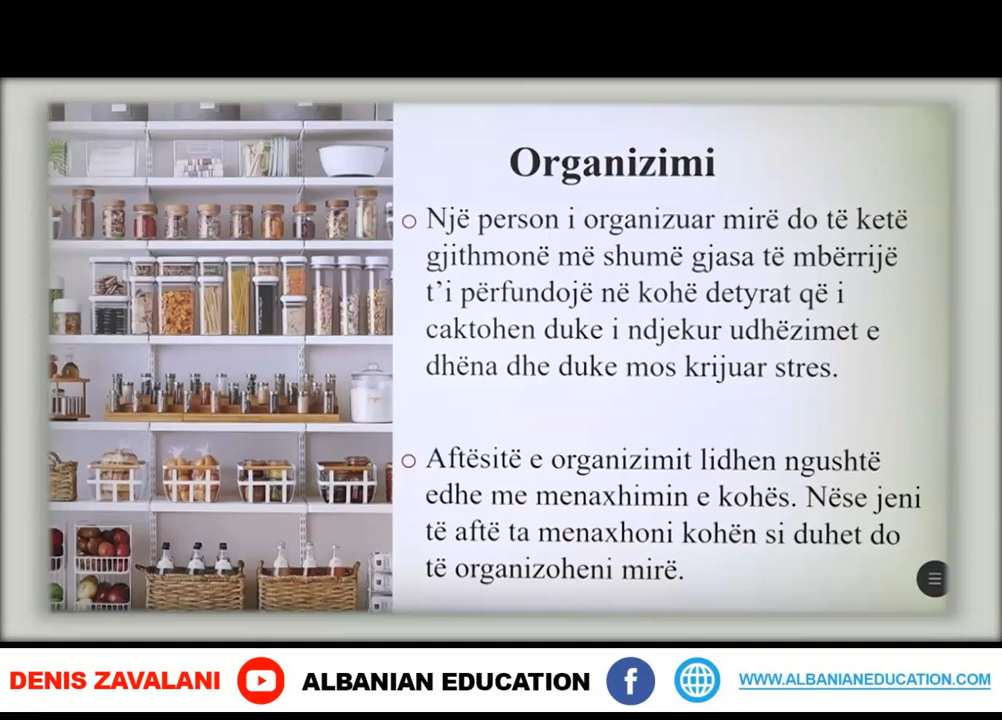 Organizimi
Një person i organizuar mirë do të ketë
gjithmonë më shumë gjasa të mbërrijë
t’i përfundojë në kohë detyrat që i
caktohen duke i ndjekur udhëzimet e
dhëna dhe duke mos krijuar stres.
Aftësitë e organizimit lidhen ngushtë
edhe me menaxhimin e kohës. Nëse jeni
të aftë ta menaxhoni kohën si duhet do
të organizoheni mirë.
DENIS ZAVALANI ALBANIAN EDUCATION f WWW.ALBANIANEDUCATION.COM